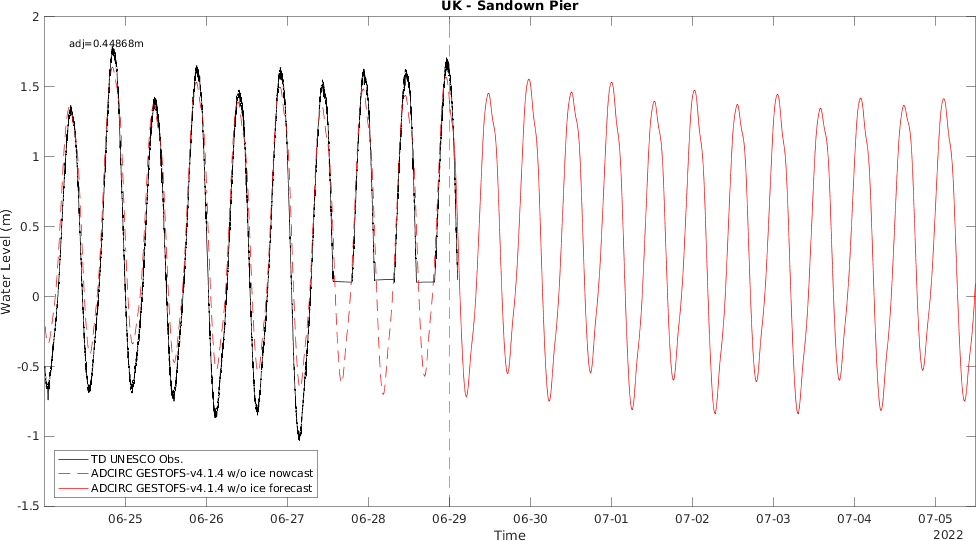 UK - Sandown Pier
adj=0.44868m
2
1.5
1
0.5
0
-0.5
-1
-1.5
Water Level (m)
TD UNESCO Obs.
ADCIRC GESTOFS-v4.1.4 w/o ice nowcast
ADCIRC GESTOFS-v4.1.4 w/o ice forecast
06-25 06-26 06-27 06-28 06-29 06-30 07-01 07-02 07-03 07-04 07-05
Time
2022